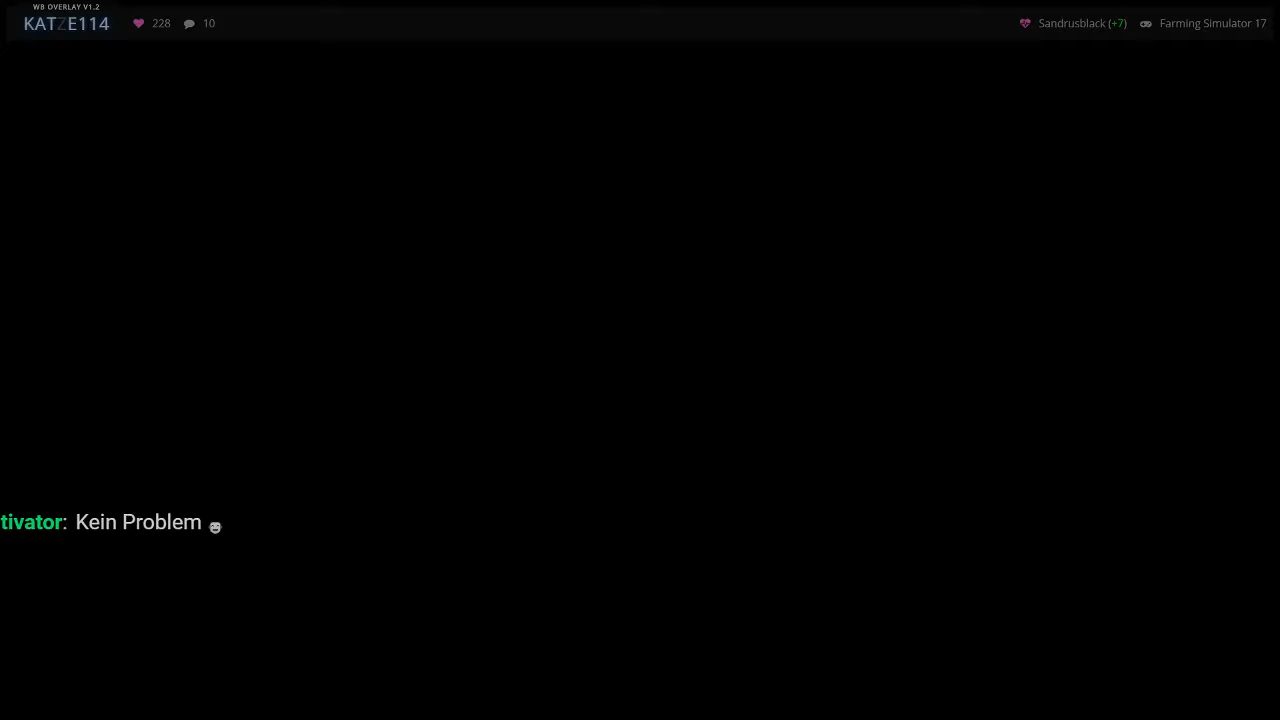 WB OVERLAY V1.2
KATZE114 228 10 Sandrusblack (+7) Farming Simulator 17
tivator: Kein Problem